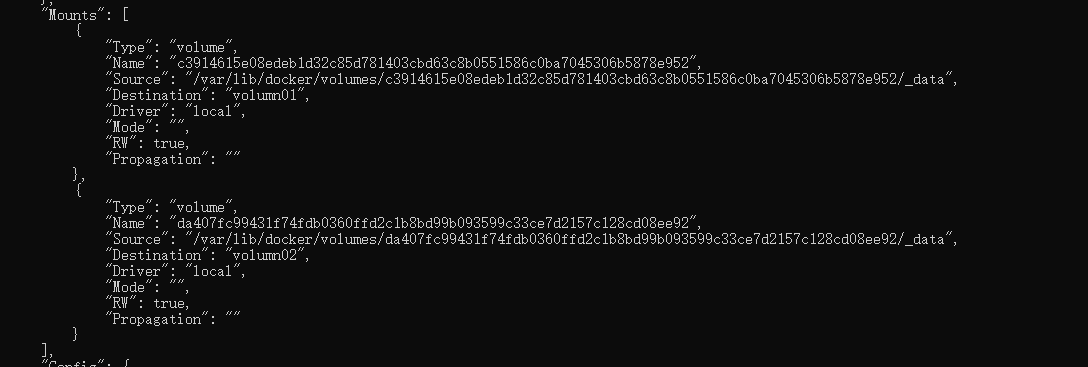 },
"Mounts": [
{
"Type": "volume",
"Name": "c3914615e08edeb1d32c85d781403cbd63c8b0551586c0ba7045306b5878e952",
"Source": "/var/lib/docker/volumes/c3914615e08edeb1d32c85d781403cbd63c8b0551586c0ba7045306b5878e952/_data",
"Destination": "volumn01",
"Driver": "local",
"Mode": "",
"RW": true,
"Propagation": ""
},
{
"Type": "volume",
"Name": "da407fc99431f74fdb0360ffd2c1b8bd99b093599c33ce7d2157c128cd08ee92",
"Source": "/var/lib/docker/volumes/da407fc99431f74fdb0360ffd2c1b8bd99b093599c33ce7d2157c128cd08ee92/_data",
"Destination": "volumn02",
"Driver": "local",
"Mode": "",
"RW": true,
"Propagation": ""
}
],
"Config": {